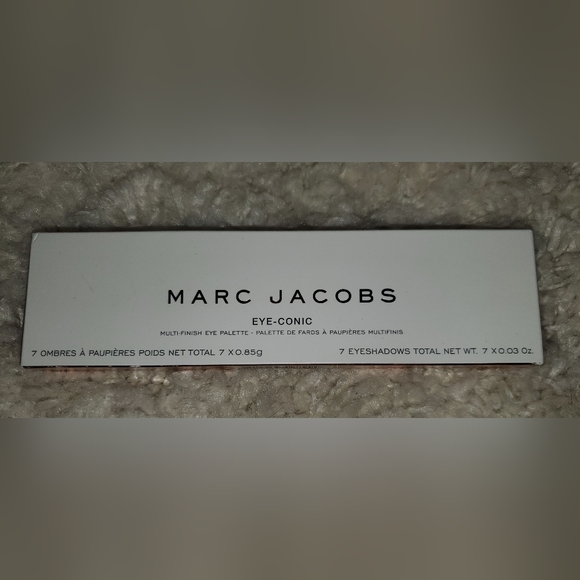 MARC JACOBS
EYE-CONIC
MULTI-FINISH EYE PALETTE - PALETTE DE FARDS À PAUPIÈRES MULTIFINIS
7 OMBRES À PAUPIÈRES POIDS NET TOTAL 7 X 0.85g 7 EYESHADOWS TOTAL NET WT. 7 X 0.03 Oz.